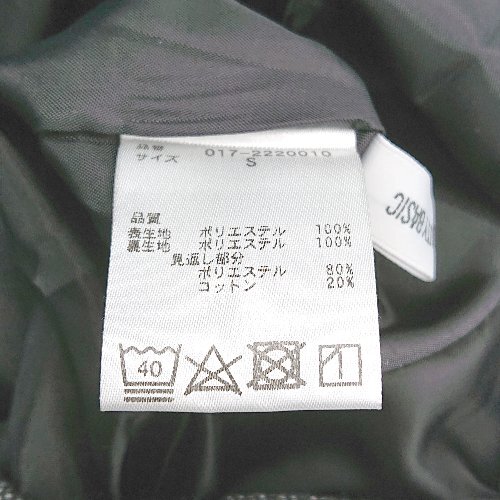 品番 017-2220010
サイズ S
品質
表生地 ポリエステル 100%
裏生地 ポリエステル 100%
見返し部分
ポリエステル 80%
コットン 20%
40
BASIC